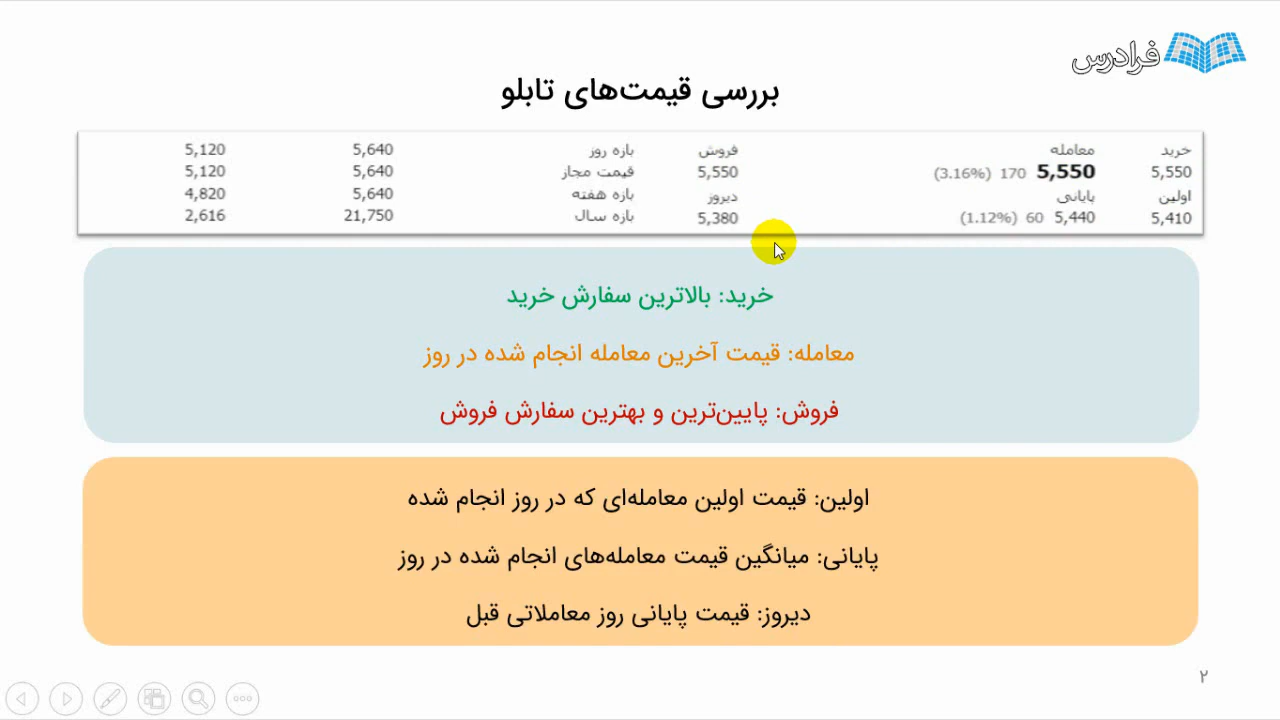 فرادرس
بررسی قیمت‌های تابلو
خرید معامله فروش بازه روز 5,640 5,120
5,550 5,550 170 (3.16%) 5,550 قیمت مجاز 5,640 5,120
اولین پایانی دیروز بازه هفته 5,640 4,820
5,410 5,440 60 (1.12%) 5,380 بازه سال 21,750 2,616
خرید: بالاترین سفارش خرید
معامله: قیمت آخرین معامله انجام شده در روز
فروش: پایین‌ترین و بهترین سفارش فروش
اولین: قیمت اولین معامله‌ای که در روز انجام شده
پایانی: میانگین قیمت معامله‌های انجام شده در روز
دیروز: قیمت پایانی روز معاملاتی قبل
۲